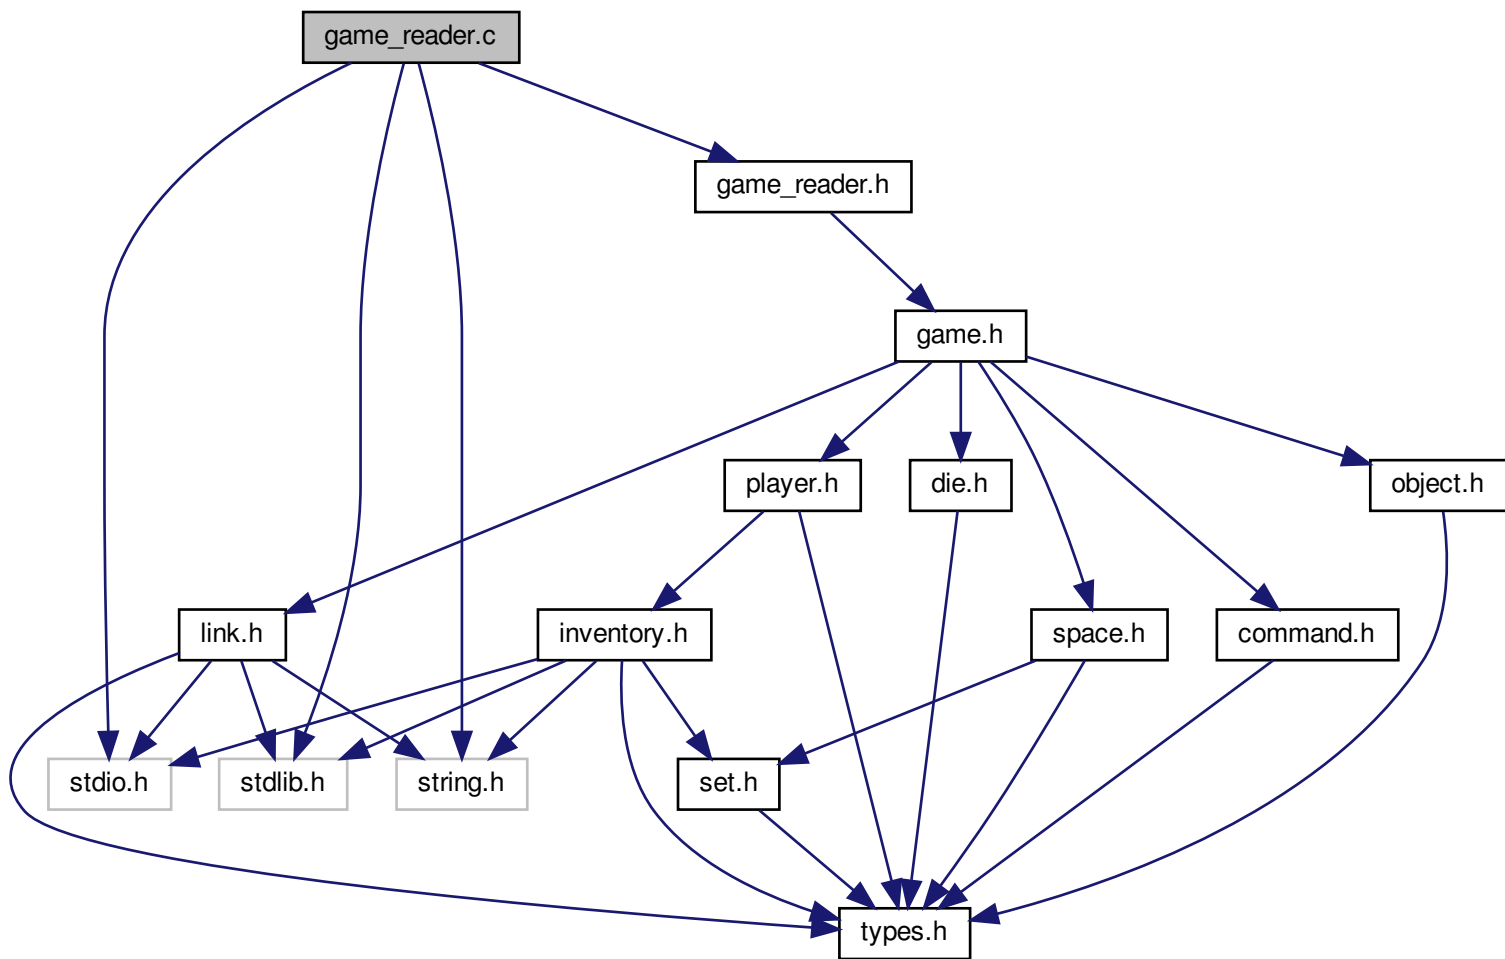 game_reader.c
game_reader.h
game.h
player.h
die.h
object.h
link.h
inventory.h
space.h
command.h
stdio.h
stdlib.h
string.h
set.h
types.h